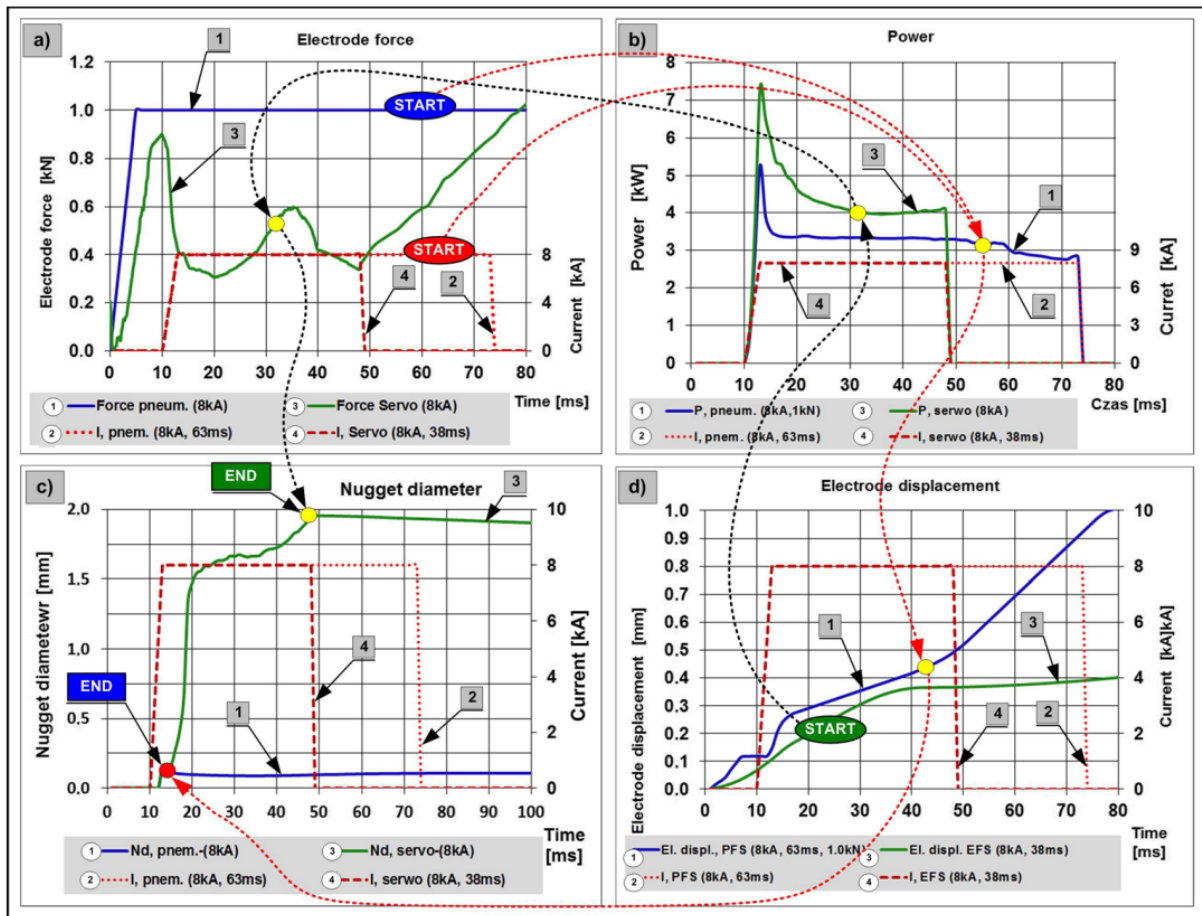 a)
Electrode force
1.2
1.0
0.8
0.6
0.4
0.2
0.0
Electrode force [kN]
0 10 20 30 40 50 60 70 80
12
8
4
0
Current [kA]
1
3
START
START
4
2
Time [ms]
1 Force pneum. (8kA)
3 Force Servo (8kA)
2 I, pnem. (8kA, 63ms)
4 I, Servo (8kA, 38ms)
b)
Power
8
7
6
5
4
3
2
1
0
Power [kW]
0 10 20 30 40 50 60 70 80
9
6
3
0
Curret [kA]
3
1
4
2
Czas [ms]
1 P, pneum. (8kA,1kN)
3 P, serwo (8kA)
2 I, pnem. (8kA, 63ms)
4 I, serwo (8kA, 38ms)
c)
END
Nugget diameter
2.0
1.5
1.0
0.5
0.0
Nugget diametewr [mm]
0 10 20 30 40 50 60 70 80 90 100
10
8
6
4
2
0
Current [kA]
3
4
END
1
2
Time
[ms]
1 Nd, pnem.-(8kA)
3 Nd, servo-(8kA)
2 I, pnem. (8kA, 63ms)
4 I, serwo (8kA, 38ms)
d)
Electrode displacement
1.0
0.9
0.8
0.7
0.6
0.5
0.4
0.3
0.2
0.1
0.0
Electrode displacement [mm]
0 10 20 30 40 50 60 70 80
10
8
6
4
2
0
Current [kA]kA]
1
3
START
4
2
Time
[ms]
1 El. displ., PFS (8kA, 63ms, 1.0kN)
3 El. displ. EFS (8kA, 38ms)
2 I, PFS (8kA, 63ms)
4 I, EFS (8kA, 38ms)